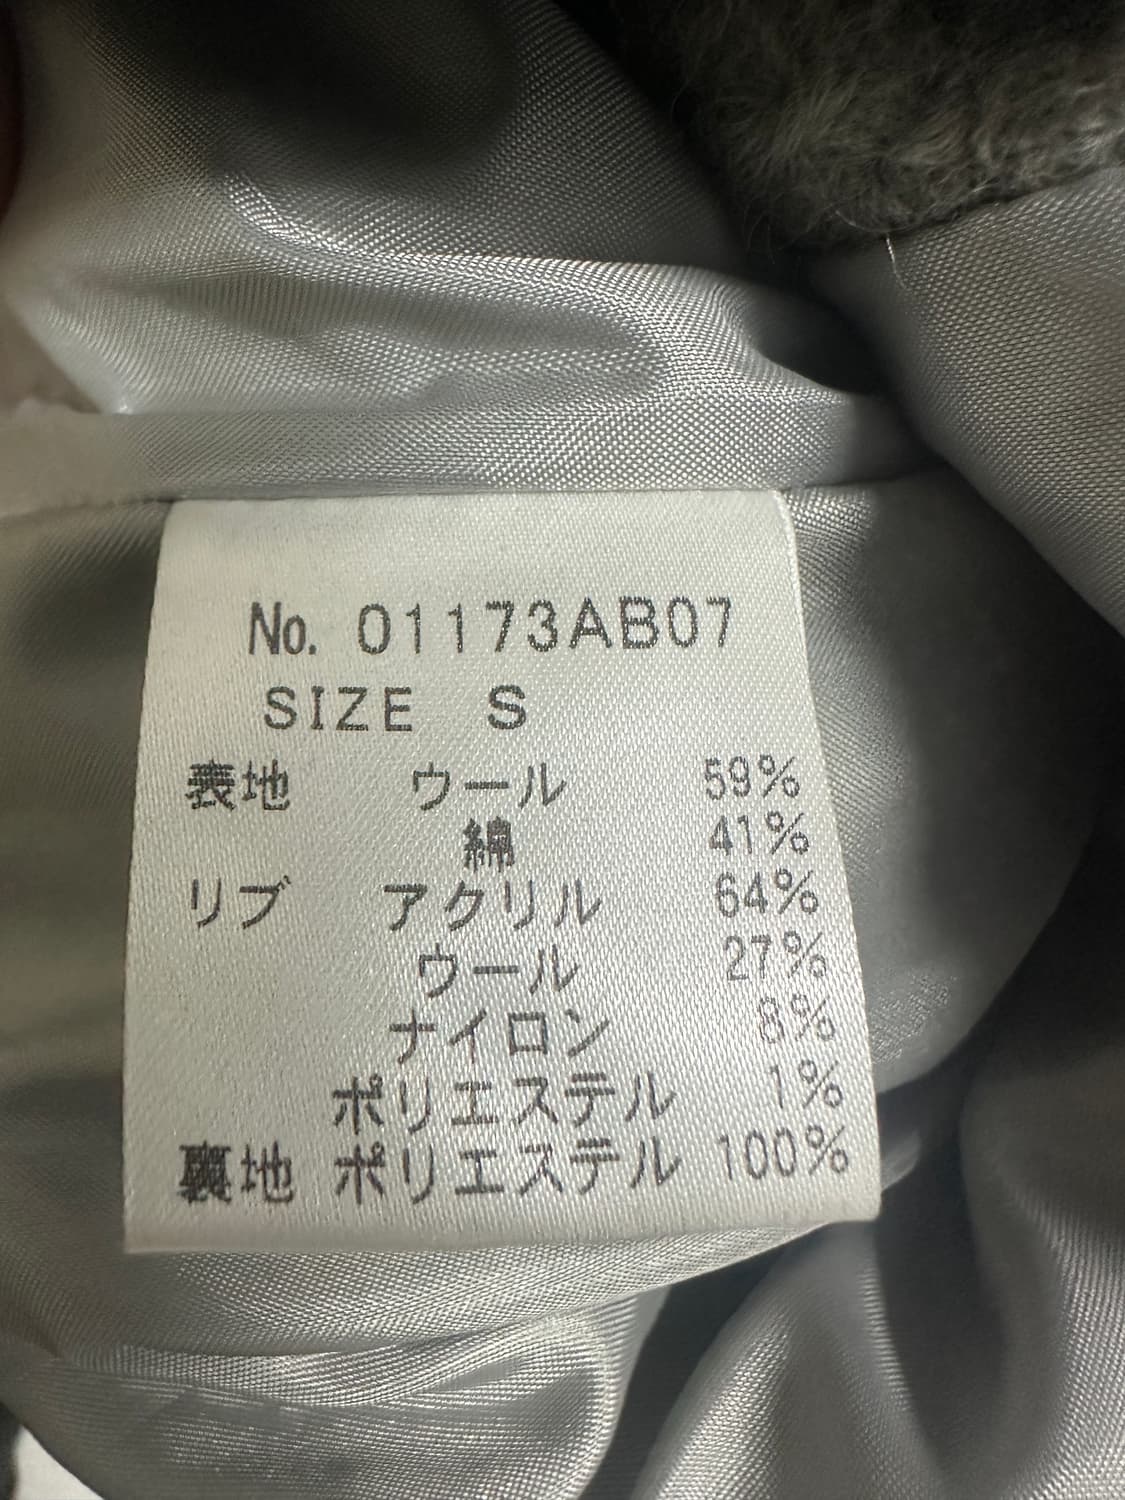 No. 01173AB07
SIZE S
表地 ウール 59%
綿 41%
リブ アクリル 64%
ウール 27%
ナイロン 8%
ポリエステル 1%
裏地 ポリエステル 100%